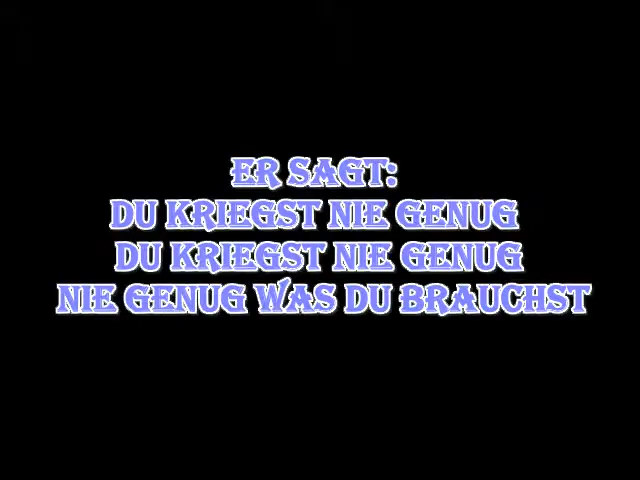 ER SAGT:
DU KRIEGST NIE GENUG
DU KRIEGST NIE GENUG
NIE GENUG WAS DU BRAUCHST